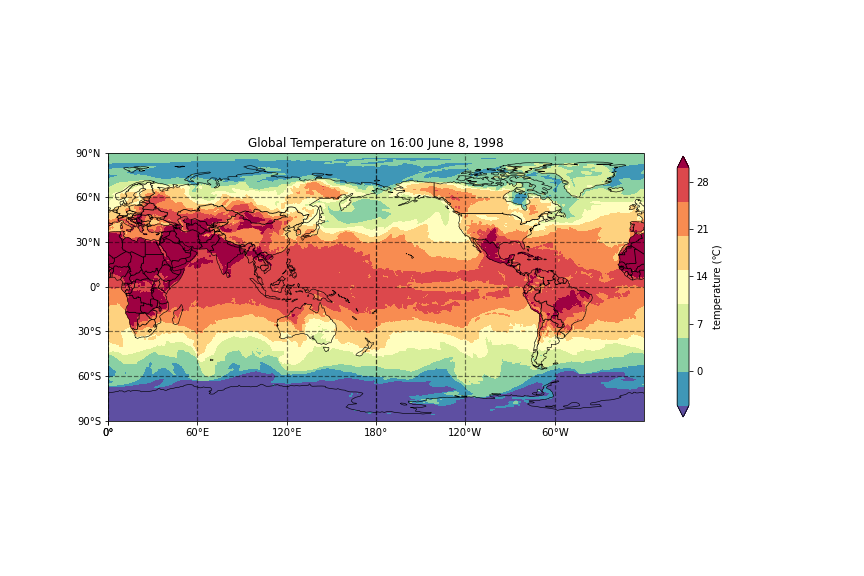 Global Temperature on 16:00 June 8, 1998
90°N
60°N
30°N
0°
30°S
60°S
90°S
0°
60°E
120°E
180°
120°W
60°W
28
21
14
7
0
temperature (℃)